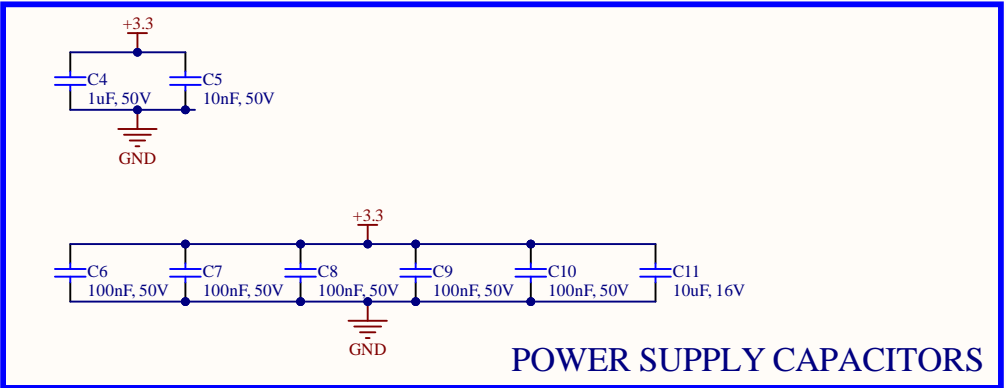 +3.3
C4
C5
1uF, 50V
10nF, 50V
GND
+3.3
C6
C7
C8
C9
C10
C11
100nF, 50V
100nF, 50V
100nF, 50V
100nF, 50V
100nF, 50V
10uF, 16V
GND
POWER SUPPLY CAPACITORS